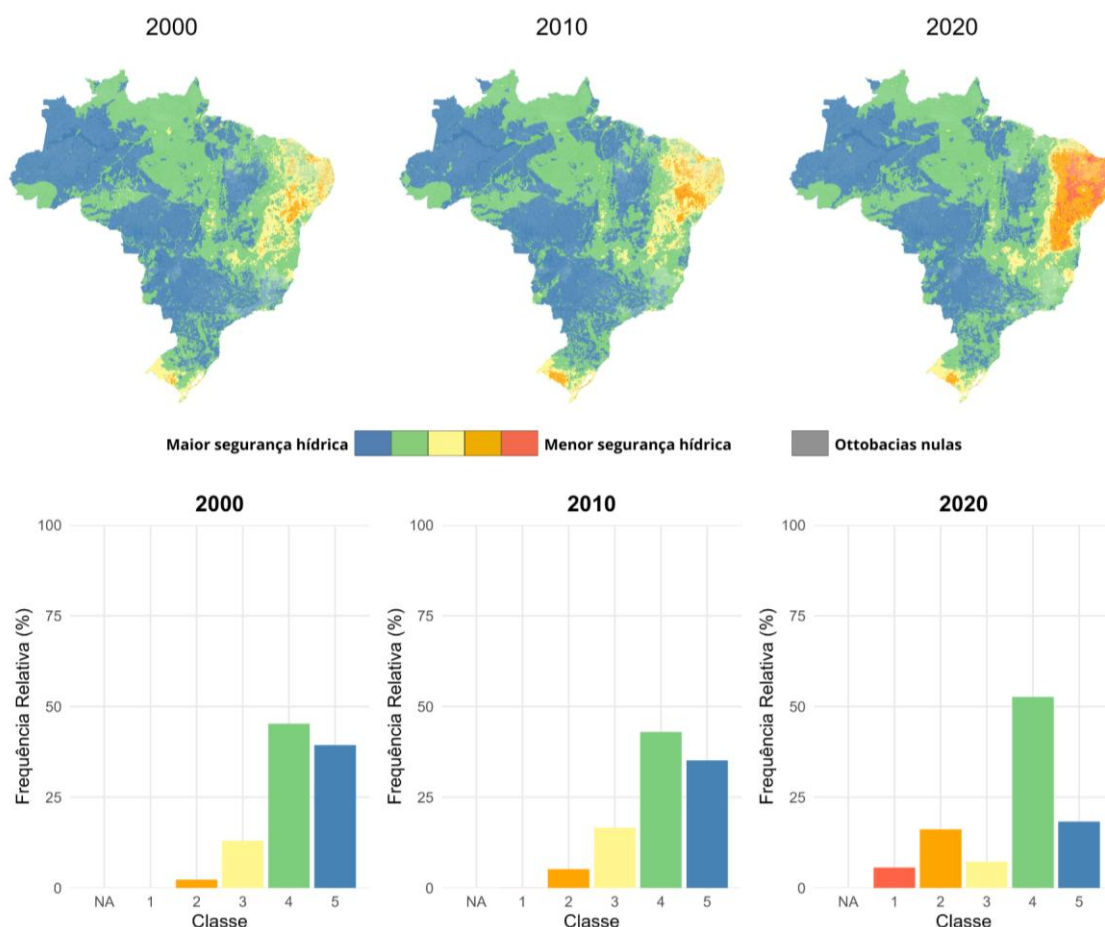 2000 2010 2020
Maior segurança hídrica Menor segurança hídrica Ottobacias nulas
2000 2010 2020
Frequência Relativa (%)
100
75
50
25
0
NA 1 2 3 4 5
Classe
Frequência Relativa (%)
100
75
50
25
0
NA 1 2 3 4 5
Classe
Frequência Relativa (%)
100
75
50
25
0
NA 1 2 3 4 5
Classe